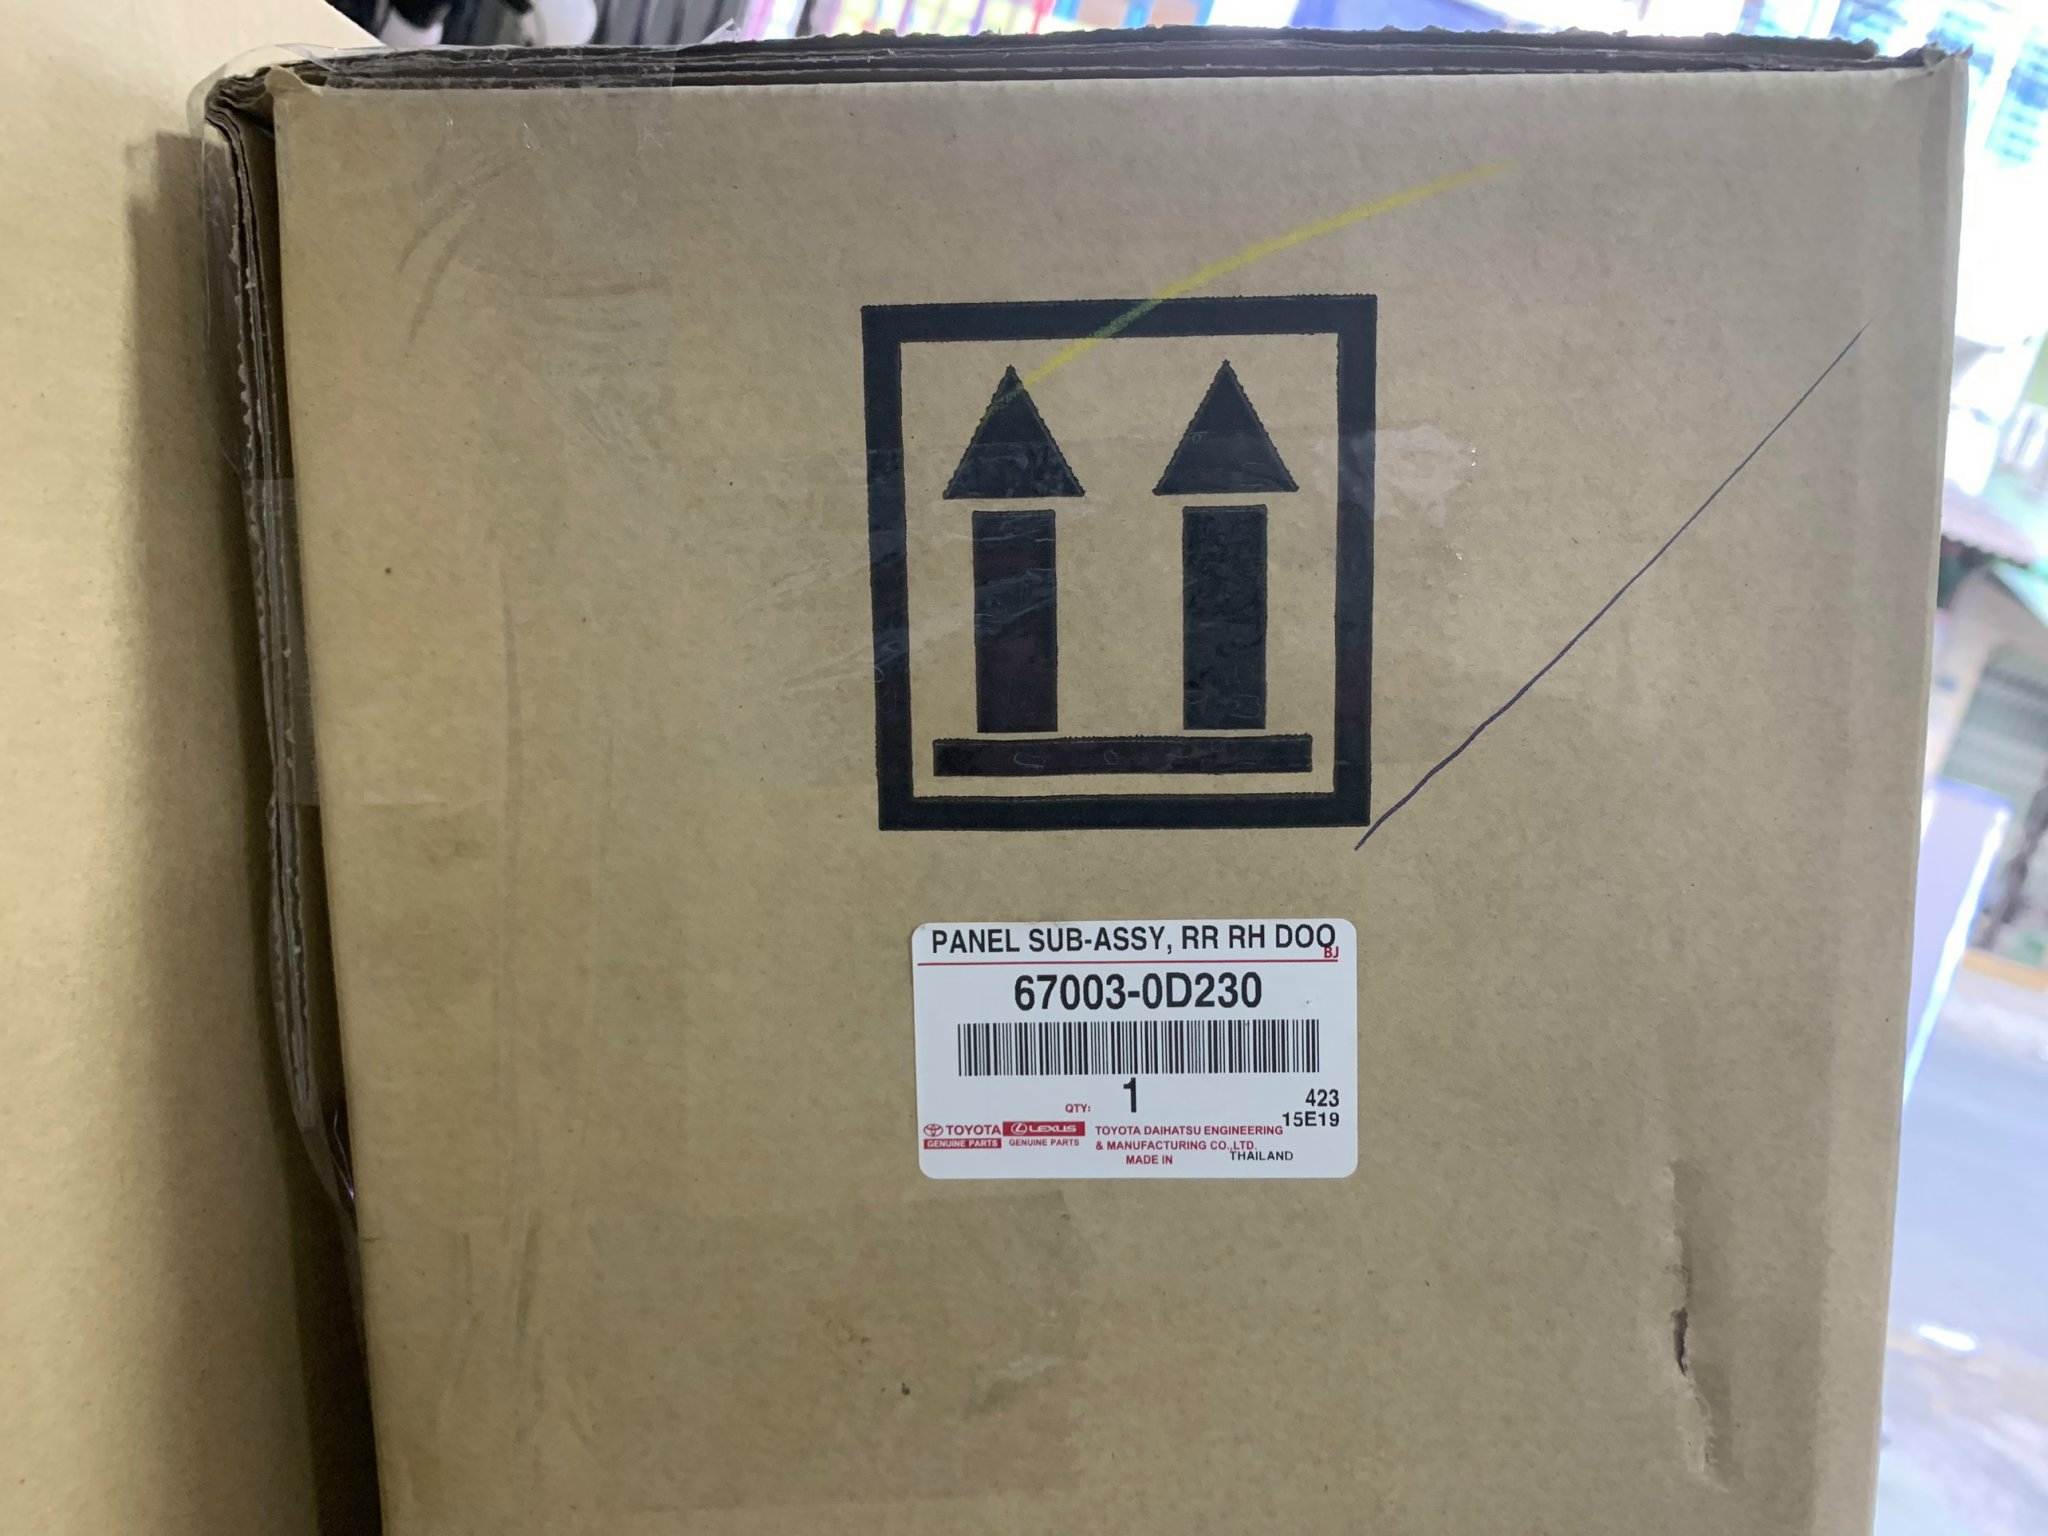 PANEL SUB-ASSY, RR RH DOO
BJ
67003-0D230
QTY: 1
423
15E19
TOYOTA
GENUINE PARTS
LEXUS
GENUINE PARTS
TOYOTA DAIHATSU ENGINEERING
& MANUFACTURING CO.,LTD.
MADE IN THAILAND